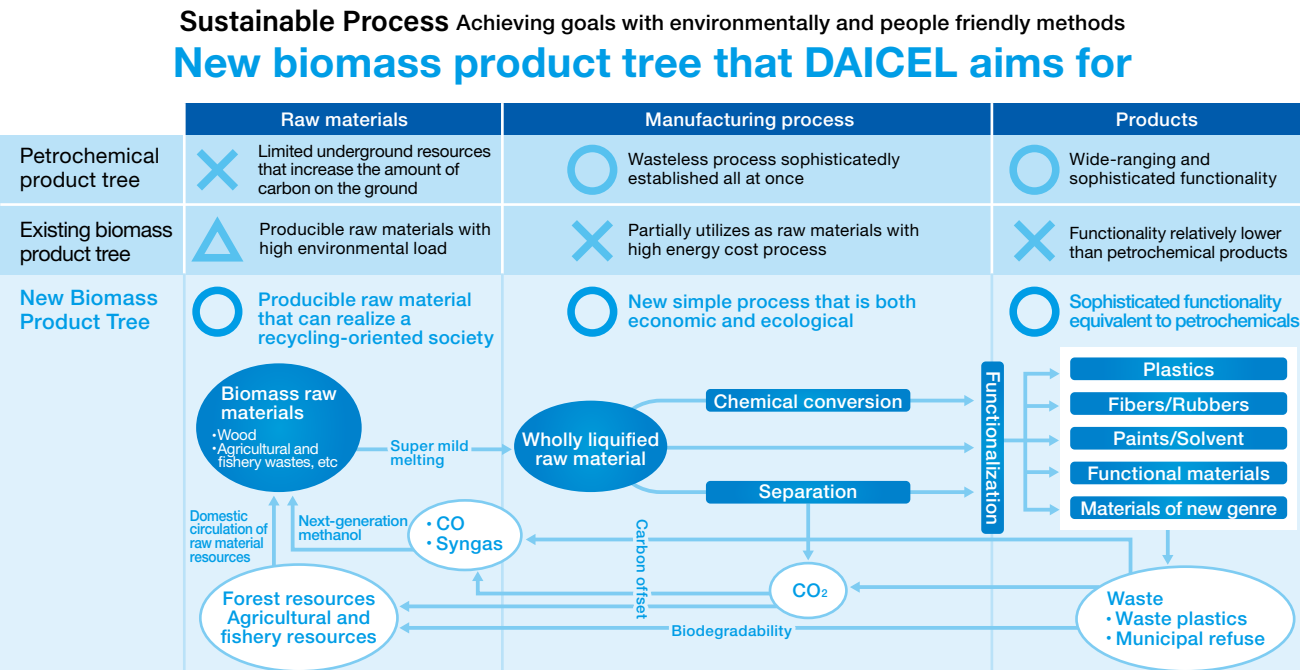 Sustainable Process Achieving goals with environmentally and people friendly methods
New biomass product tree that DAICEL aims for
Raw materials
Manufacturing process
Products
Petrochemical
product tree
Limited underground resources
that increase the amount of
carbon on the ground
Wasteless process sophisticatedly
established all at once
Wide-ranging and
sophisticated functionality
Existing biomass
product tree
Producible raw materials with
high environmental load
Partially utilizes as raw materials with
high energy cost process
Functionality relatively lower
than petrochemical products
New Biomass
Product Tree
Producible raw material
that can realize a
recycling-oriented society
New simple process that is both
economic and ecological
Sophisticated functionality
equivalent to petrochemicals
Biomass raw
materials
・Wood
・Agricultural and
fishery wastes, etc
Super mild
melting
Wholly liquified
raw material
Chemical conversion
Separation
Functionalization
Plastics
Fibers/Rubbers
Paints/Solvent
Functional materials
Materials of new genre
Domestic
circulation of
raw material
resources
Next-generation
methanol
・CO
・Syngas
Carbon offset
CO₂
Forest resources
Agricultural and
fishery resources
Biodegradability
Waste
・Waste plastics
・Municipal refuse